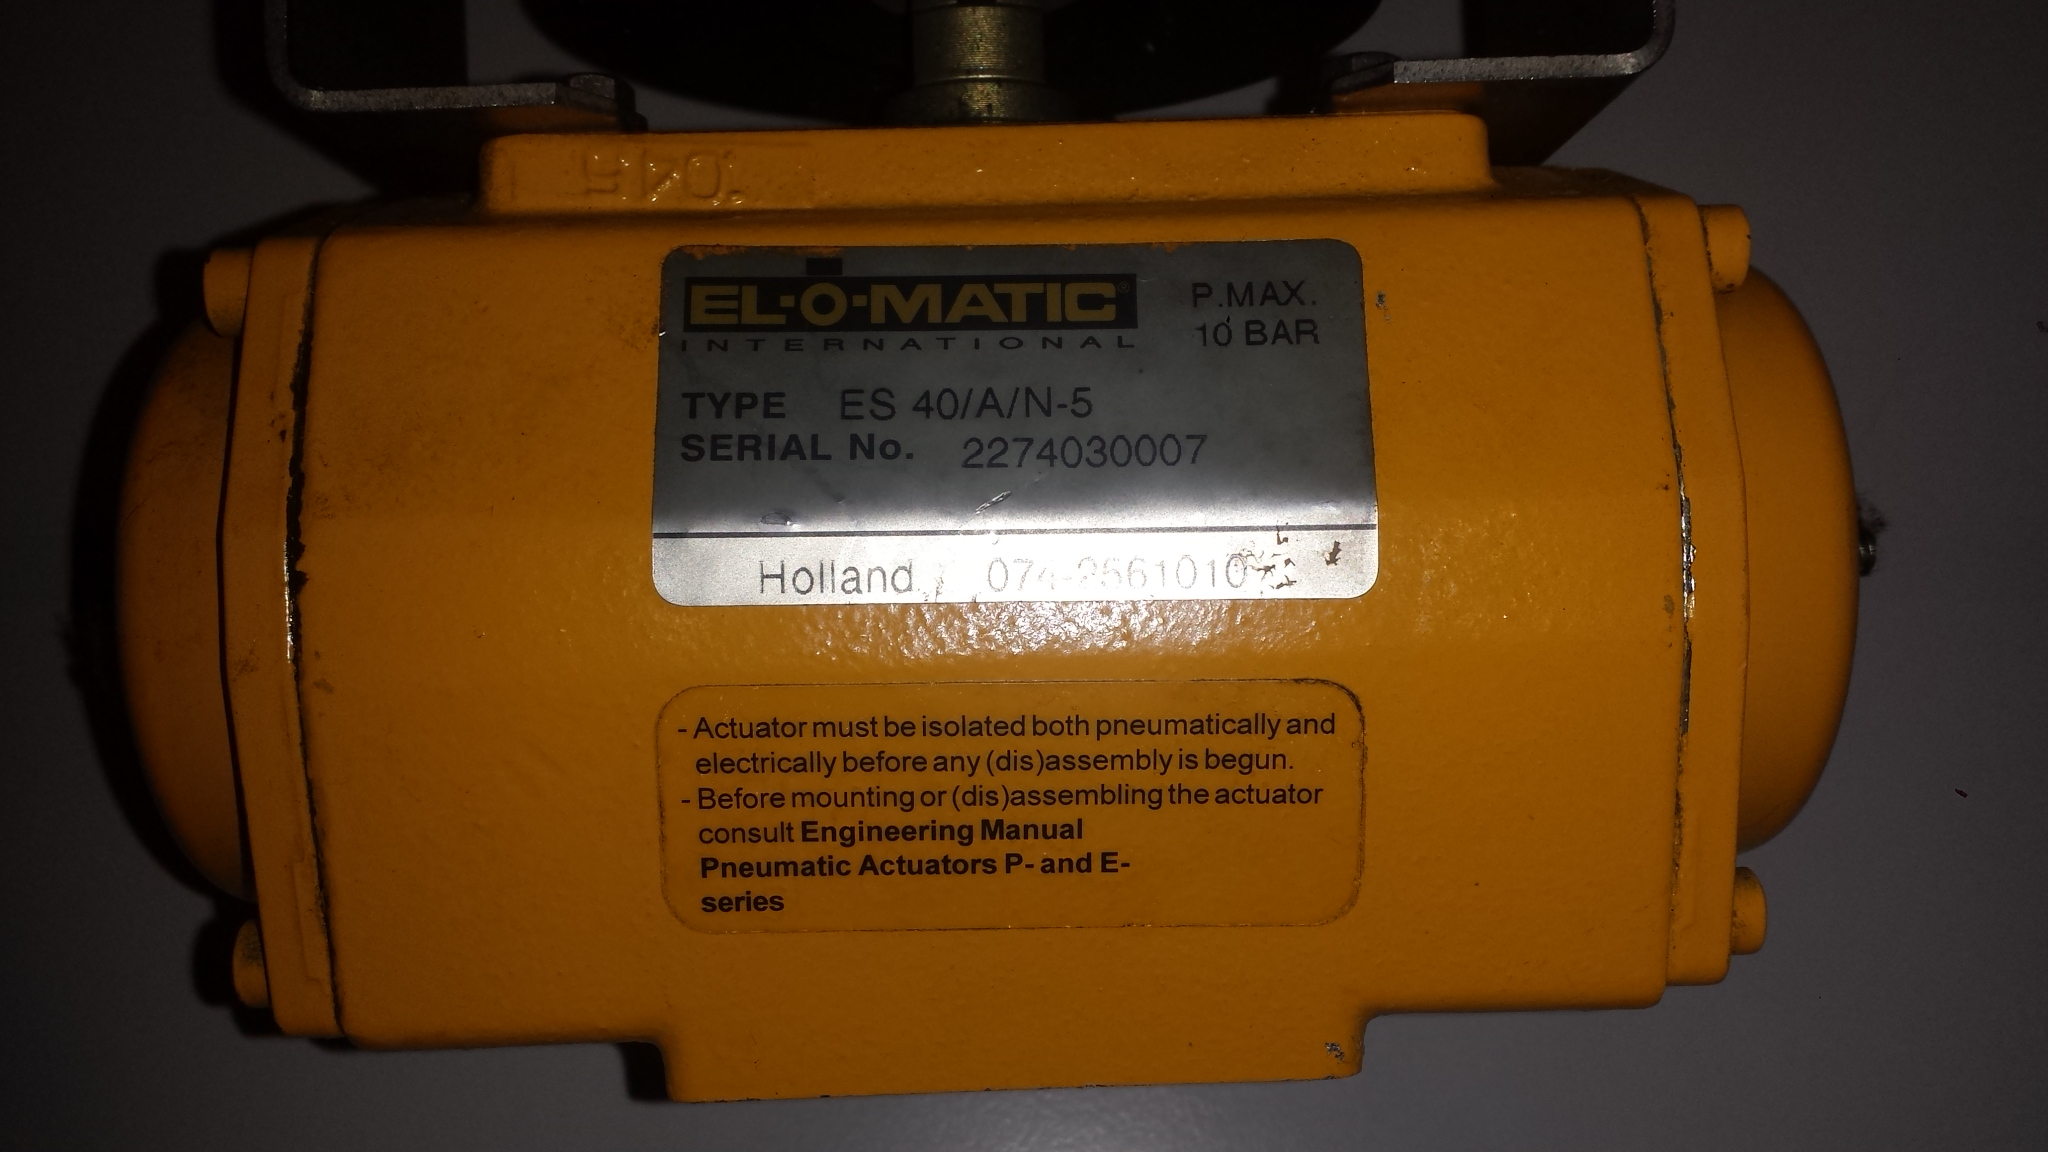 .045
EL-O-MATIC®
INTERNATIONAL
P.MAX.
10 BAR
TYPE ES 40/A/N-5
SERIAL No. 2274030007
Holland 074-2561010
- Actuator must be isolated both pneumatically and
electrically before any (dis)assembly is begun.
- Before mounting or (dis)assembling the actuator
consult Engineering Manual
Pneumatic Actuators P- and E-
series